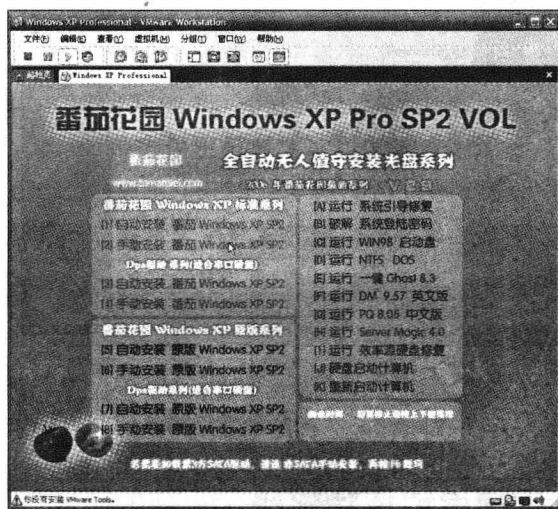 Windows XP Professional - VMware Workstation
文件(F) 编辑(E) 查看(V) 虚拟机(M) 分组(T) 窗口(W) 帮助(H)
Windows XP Professional
番茄花园 Windows XP Pro SP2 VOL
番茄花园 全自动无人值守安装光盘系列
番茄花园 Windows XP 标准系列
[1] 自动安装 番茄 Windows XP SP2
[2] 手动安装 番茄 Windows XP SP2
Dps驱动系列(适合串口硬盘)
[3] 自动安装 番茄 Windows XP SP2
[4] 手动安装 番茄 Windows XP SP2
番茄花园 Windows XP 原版系列
[5] 自动安装 原版 Windows XP SP2
[6] 手动安装 原版 Windows XP SP2
Dps驱动系列(适合串口硬盘)
[7] 自动安装 原版 Windows XP SP2
[8] 手动安装 原版 Windows XP SP2
[A] 运行 系统引导修复
[B] 破解 系统登陆密码
[C] 运行 WIN98 启动盘
[D] 运行 NTFS DOS
[E] 运行 一键 Ghost 8.3
[F] 运行 DM 9.57 英文版
[G] 运行 PQ 8.05 中文版
[H] 运行 Server Magic 4.0
[I] 运行 效率源硬盘修复
[J] 硬盘启动计算机
[K] 重新启动计算机
你没有安装 VMware Tools。